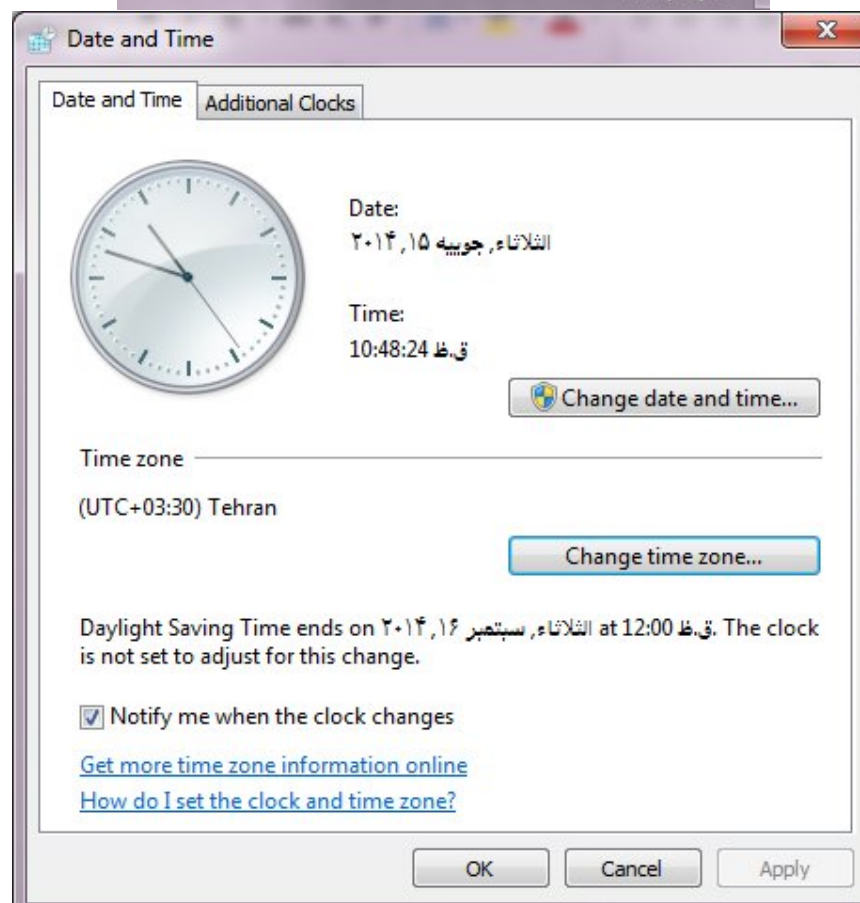 Date and Time
Date and Time
Additional Clocks
Date:
الثلاثاء, جوييه ۱۵, ۲۰۱۴
Time:
10:48:24 ق.ظ
Change date and time...
Time zone
(UTC+03:30) Tehran
Change time zone...
Daylight Saving Time ends on الثلاثاء, سبتمبر ۱۶, ۲۰۱۴ at 12:00 ق.ظ. The clock
is not set to adjust for this change.
Notify me when the clock changes
Get more time zone information online
How do I set the clock and time zone?
OK
Cancel
Apply